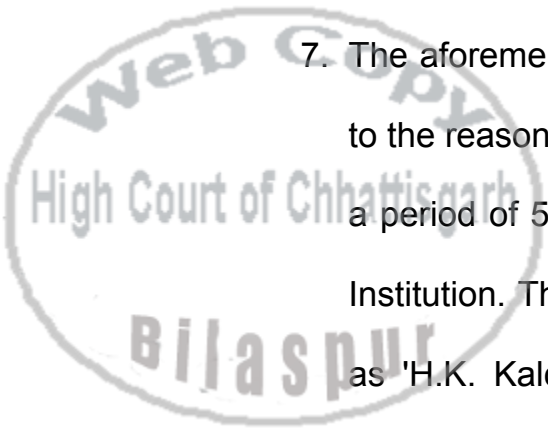 Web Copy
7. The aforeme
to the reason
High Court of Chhattisgarh
a period of 5
Institution. Th
Bilaspur
as 'H.K. Kal